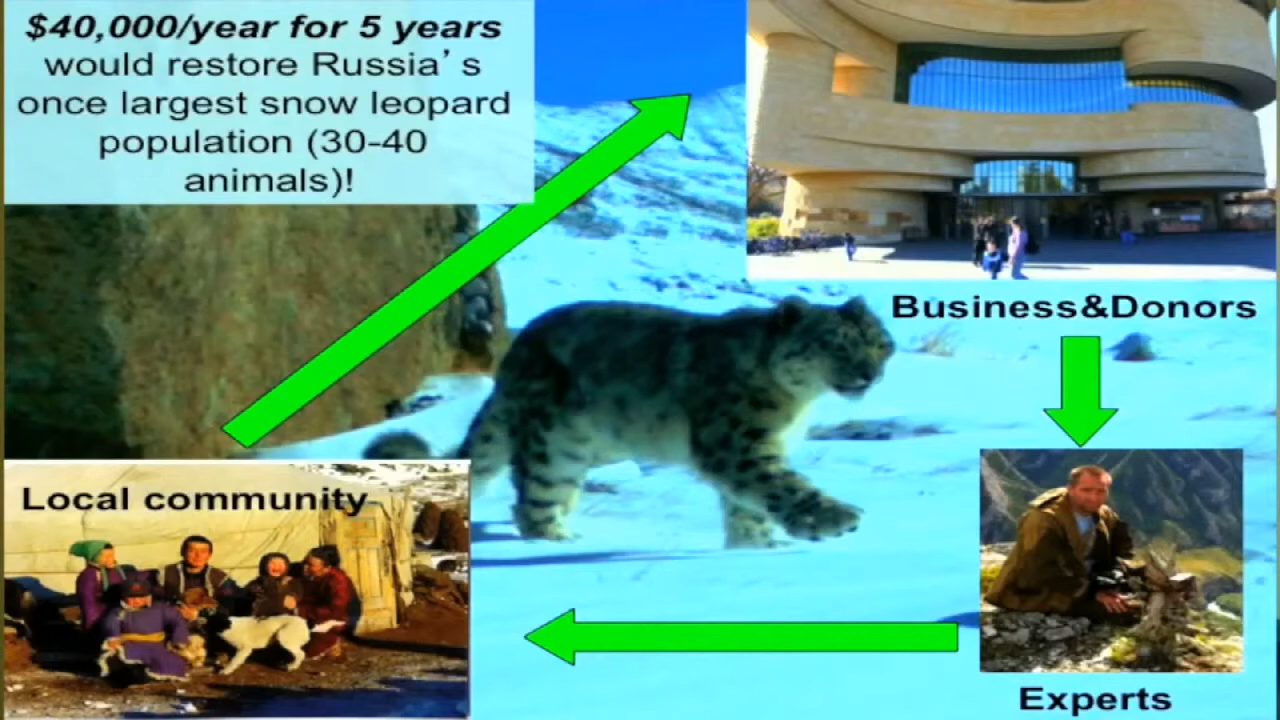 $40,000/year for 5 years
would restore Russia's
once largest snow leopard
population (30-40
animals)!
Business&Donors
Local community
Experts